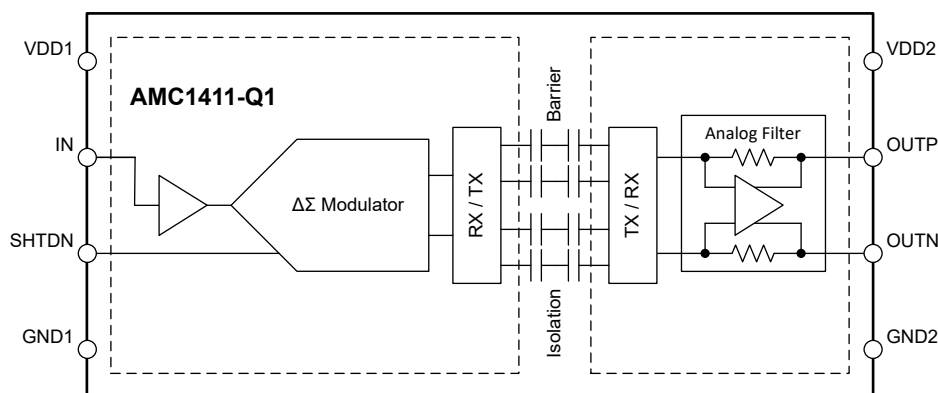 VDD1
VDD2
AMC1411-Q1
Barrier
IN
Analog Filter
OUTP
ΔΣ Modulator
RX / TX
TX / RX
SHTDN
OUTN
Isolation
GND1
GND2